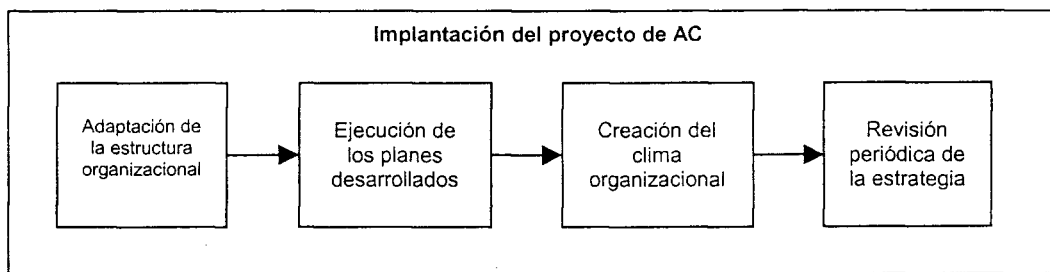 Implantación del proyecto de AC
Adaptación de
la estructura
organizacional
Ejecución de
los planes
desarrollados
Creación del
clima
organizacional
Revisión
periódica de
la estrategia